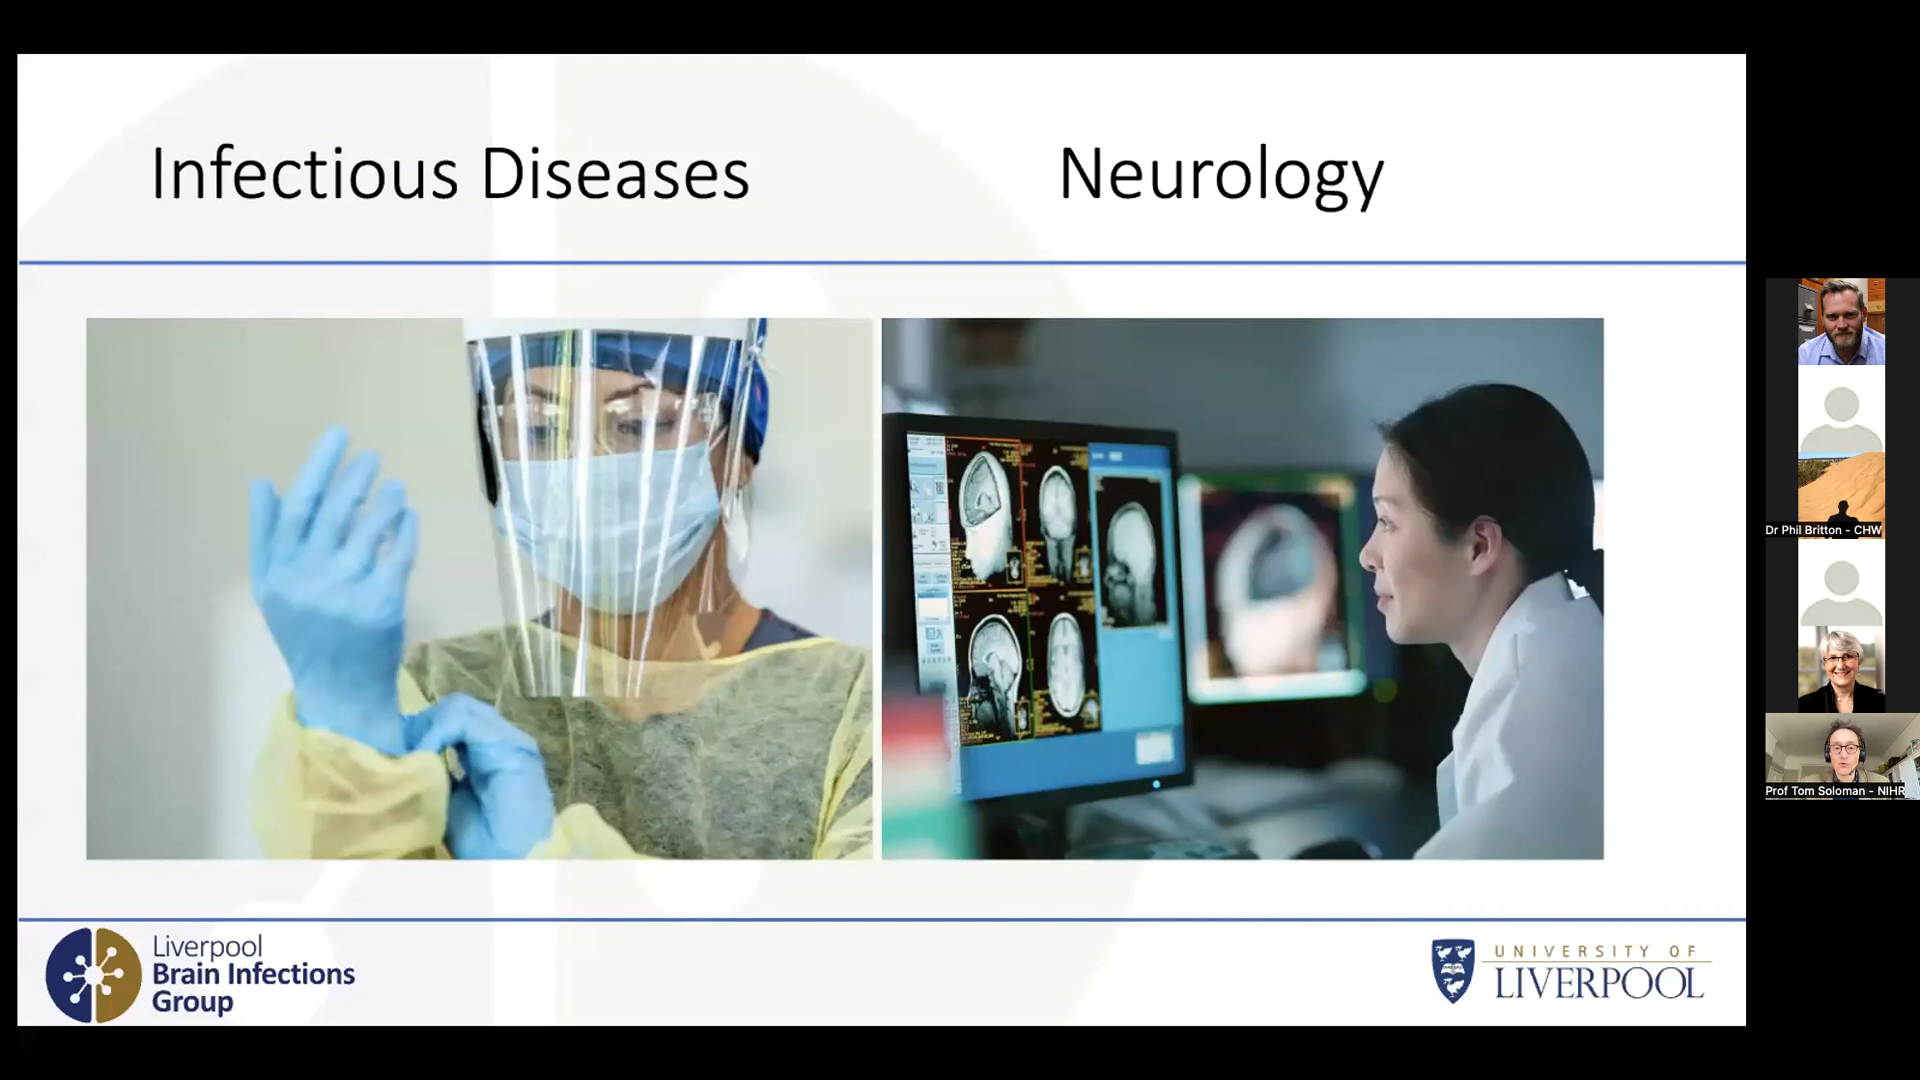 Infectious Diseases
Neurology
Liverpool
Brain Infections
Group
UNIVERSITY OF
LIVERPOOL
Dr Phil Britton - CHW
Prof Tom Soloman - NIHR